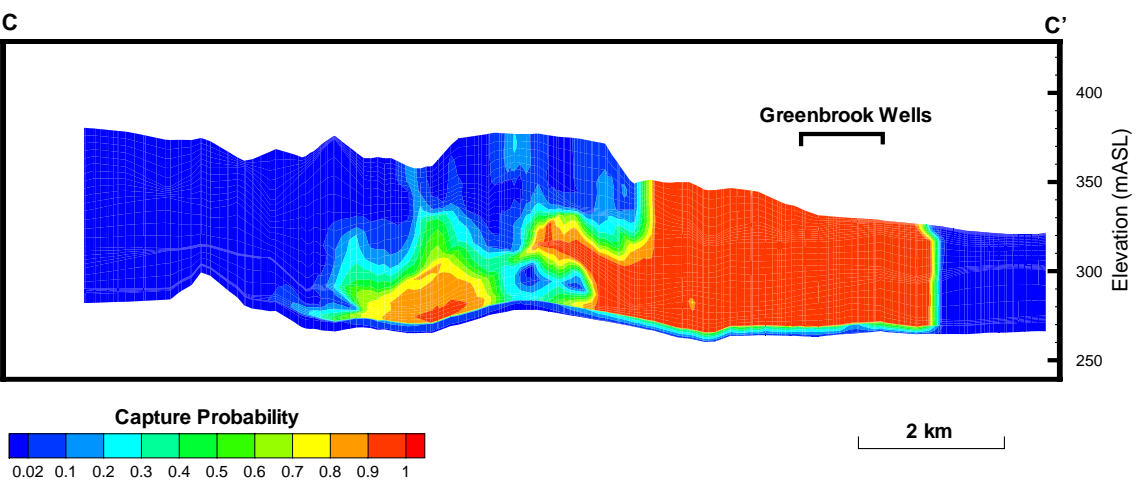 C
C’
Greenbrook Wells
400
350
300
250
Elevation (mASL)
Capture Probability
0.02 0.1 0.2 0.3 0.4 0.5 0.6 0.7 0.8 0.9 1
2 km